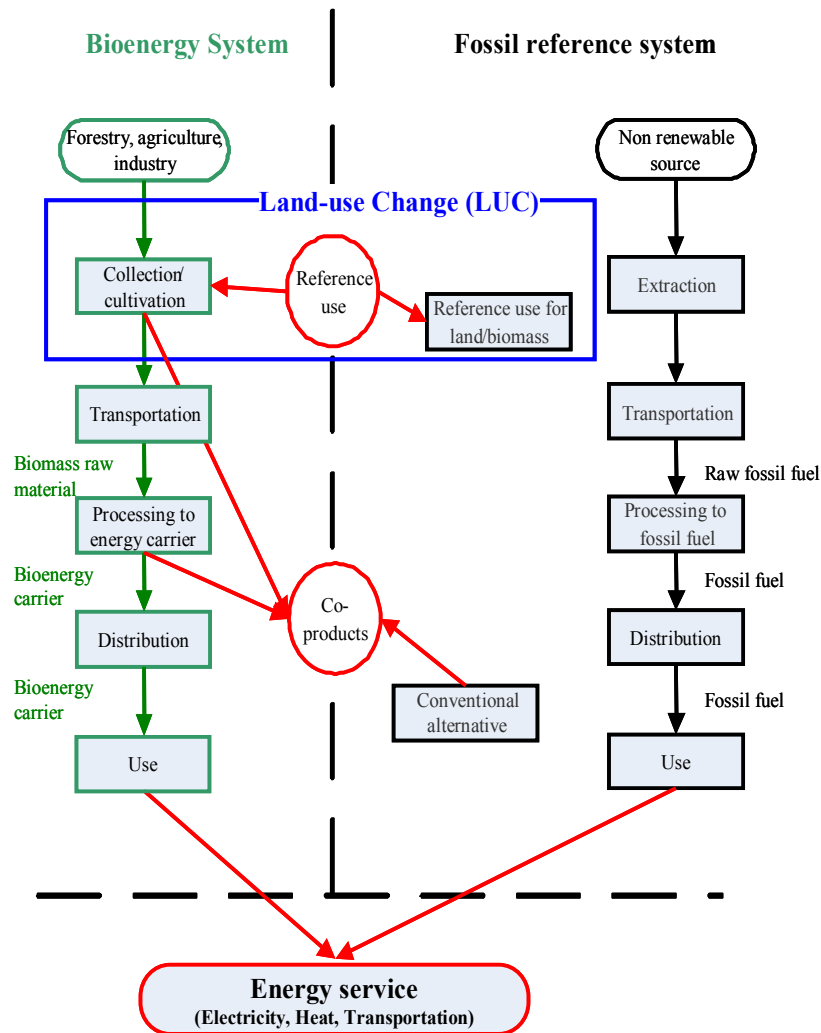 Bioenergy System
Fossil reference system
Forestry, agriculture,
industry
Non renewable
source
Land-use Change (LUC)
Collection/
cultivation
Reference
use
Reference use for
land/biomass
Extraction
Transportation
Transportation
Biomass raw
material
Raw fossil fuel
Processing to
energy carrier
Processing to
fossil fuel
Bioenergy
carrier
Co-
products
Fossil fuel
Distribution
Distribution
Bioenergy
carrier
Conventional
alternative
Fossil fuel
Use
Use
Energy service
(Electricity, Heat, Transportation)